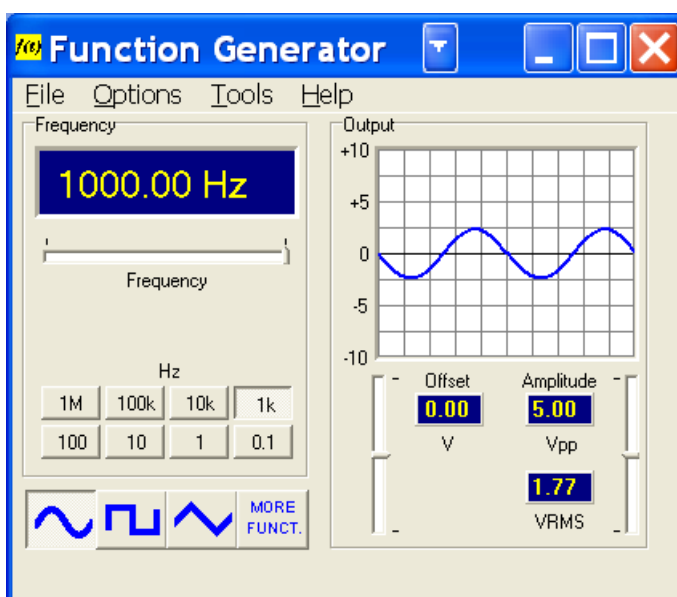 f(t) Function Generator
File Options Tools Help
Frequency
1000.00 Hz
Frequency
Hz
1M 100k 10k 1k
100 10 1 0.1
MORE
FUNCT.
Output
+10
+5
0
-5
-10
Offset
0.00
V
Amplitude
5.00
Vpp
1.77
VRMS